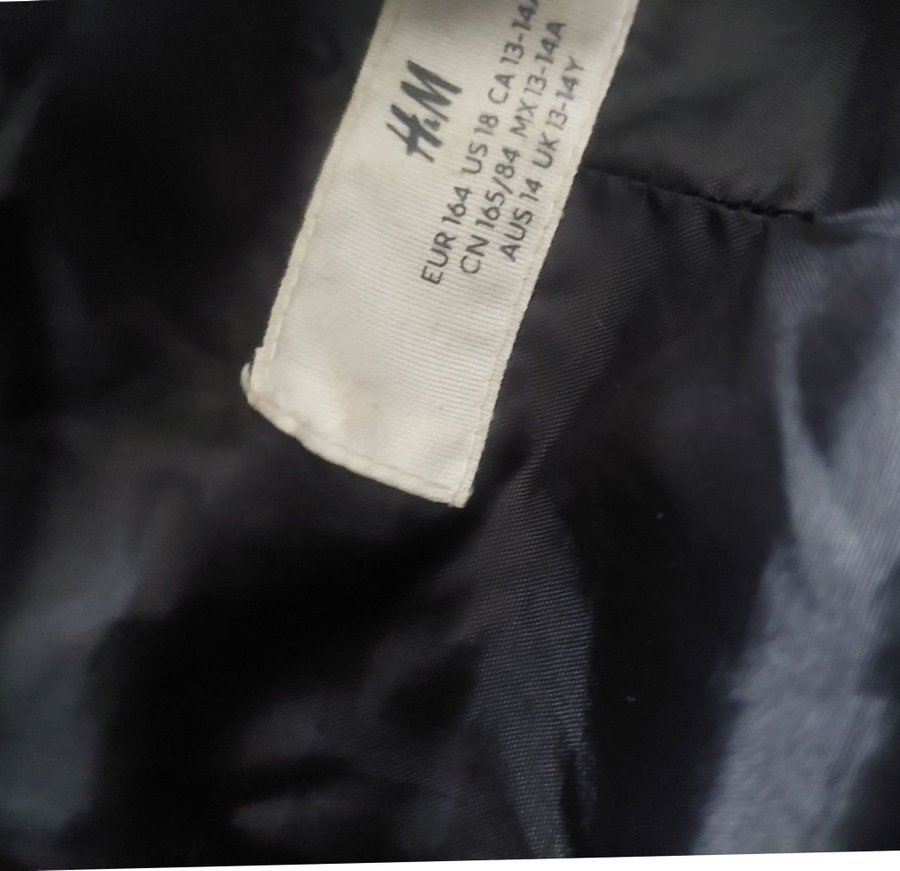 H&M
EUR 164 US 18 CA 13-14A
CN 165/84 MX 13-14A
AUS 14 UK 13-14Y